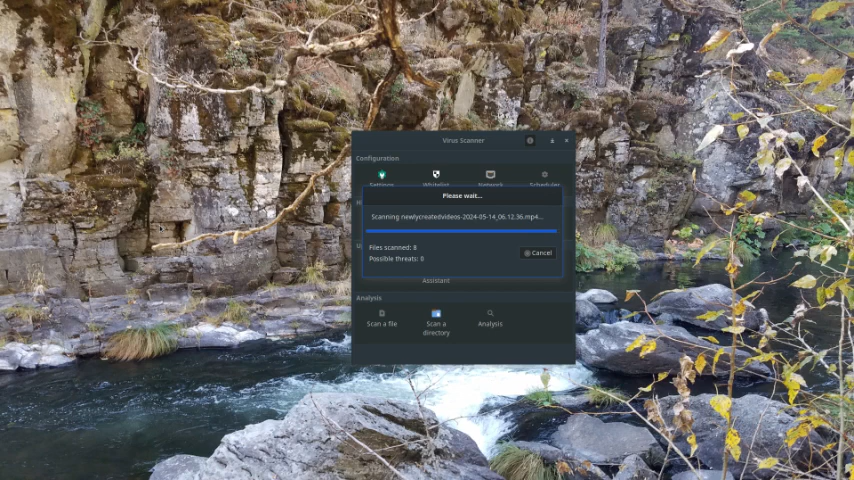 Virus Scanner
Configuration
Settings Whitelist Network Scheduler
Please wait...
Scanning newlycreatedvideos-2024-05-14_06.12.36.mp4...
Files scanned: 8
Possible threats: 0
Cancel
Assistant
Analysis
Scan a file Scan a directory Analysis